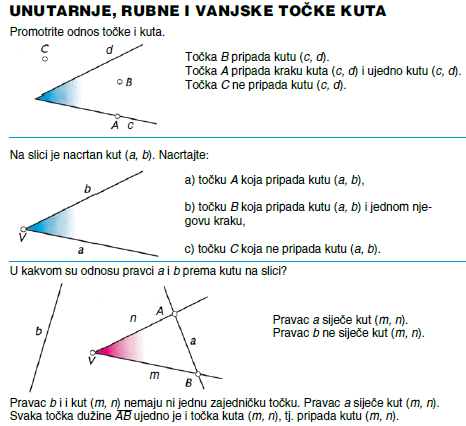 UNUTARNJE, RUBNE I VANJSKE TOČKE KUTA
Promotrite odnos točke i kuta.
C
d
B
A c
Točka B pripada kutu (c, d).
Točka A pripada kraku kuta (c, d) i ujedno kutu (c, d).
Točka C ne pripada kutu (c, d).
Na slici je nacrtan kut (a, b). Nacrtajte:
b
V
a
a) točku A koja pripada kutu (a, b),
b) točku B koja pripada kutu (a, b) i jednom nje-
govu kraku,
c) točku C koja ne pripada kutu (a, b).
U kakvom su odnosu pravci a i b prema kutu na slici?
b
n
A
a
V
m
B
Pravac a siječe kut (m, n).
Pravac b ne siječe kut (m, n).
Pravac b i i kut (m, n) nemaju ni jednu zajedničku točku. Pravac a siječe kut (m, n).
Svaka točka dužine A̅B̅ ujedno je i točka kuta (m, n), tj. pripada kutu (m, n).